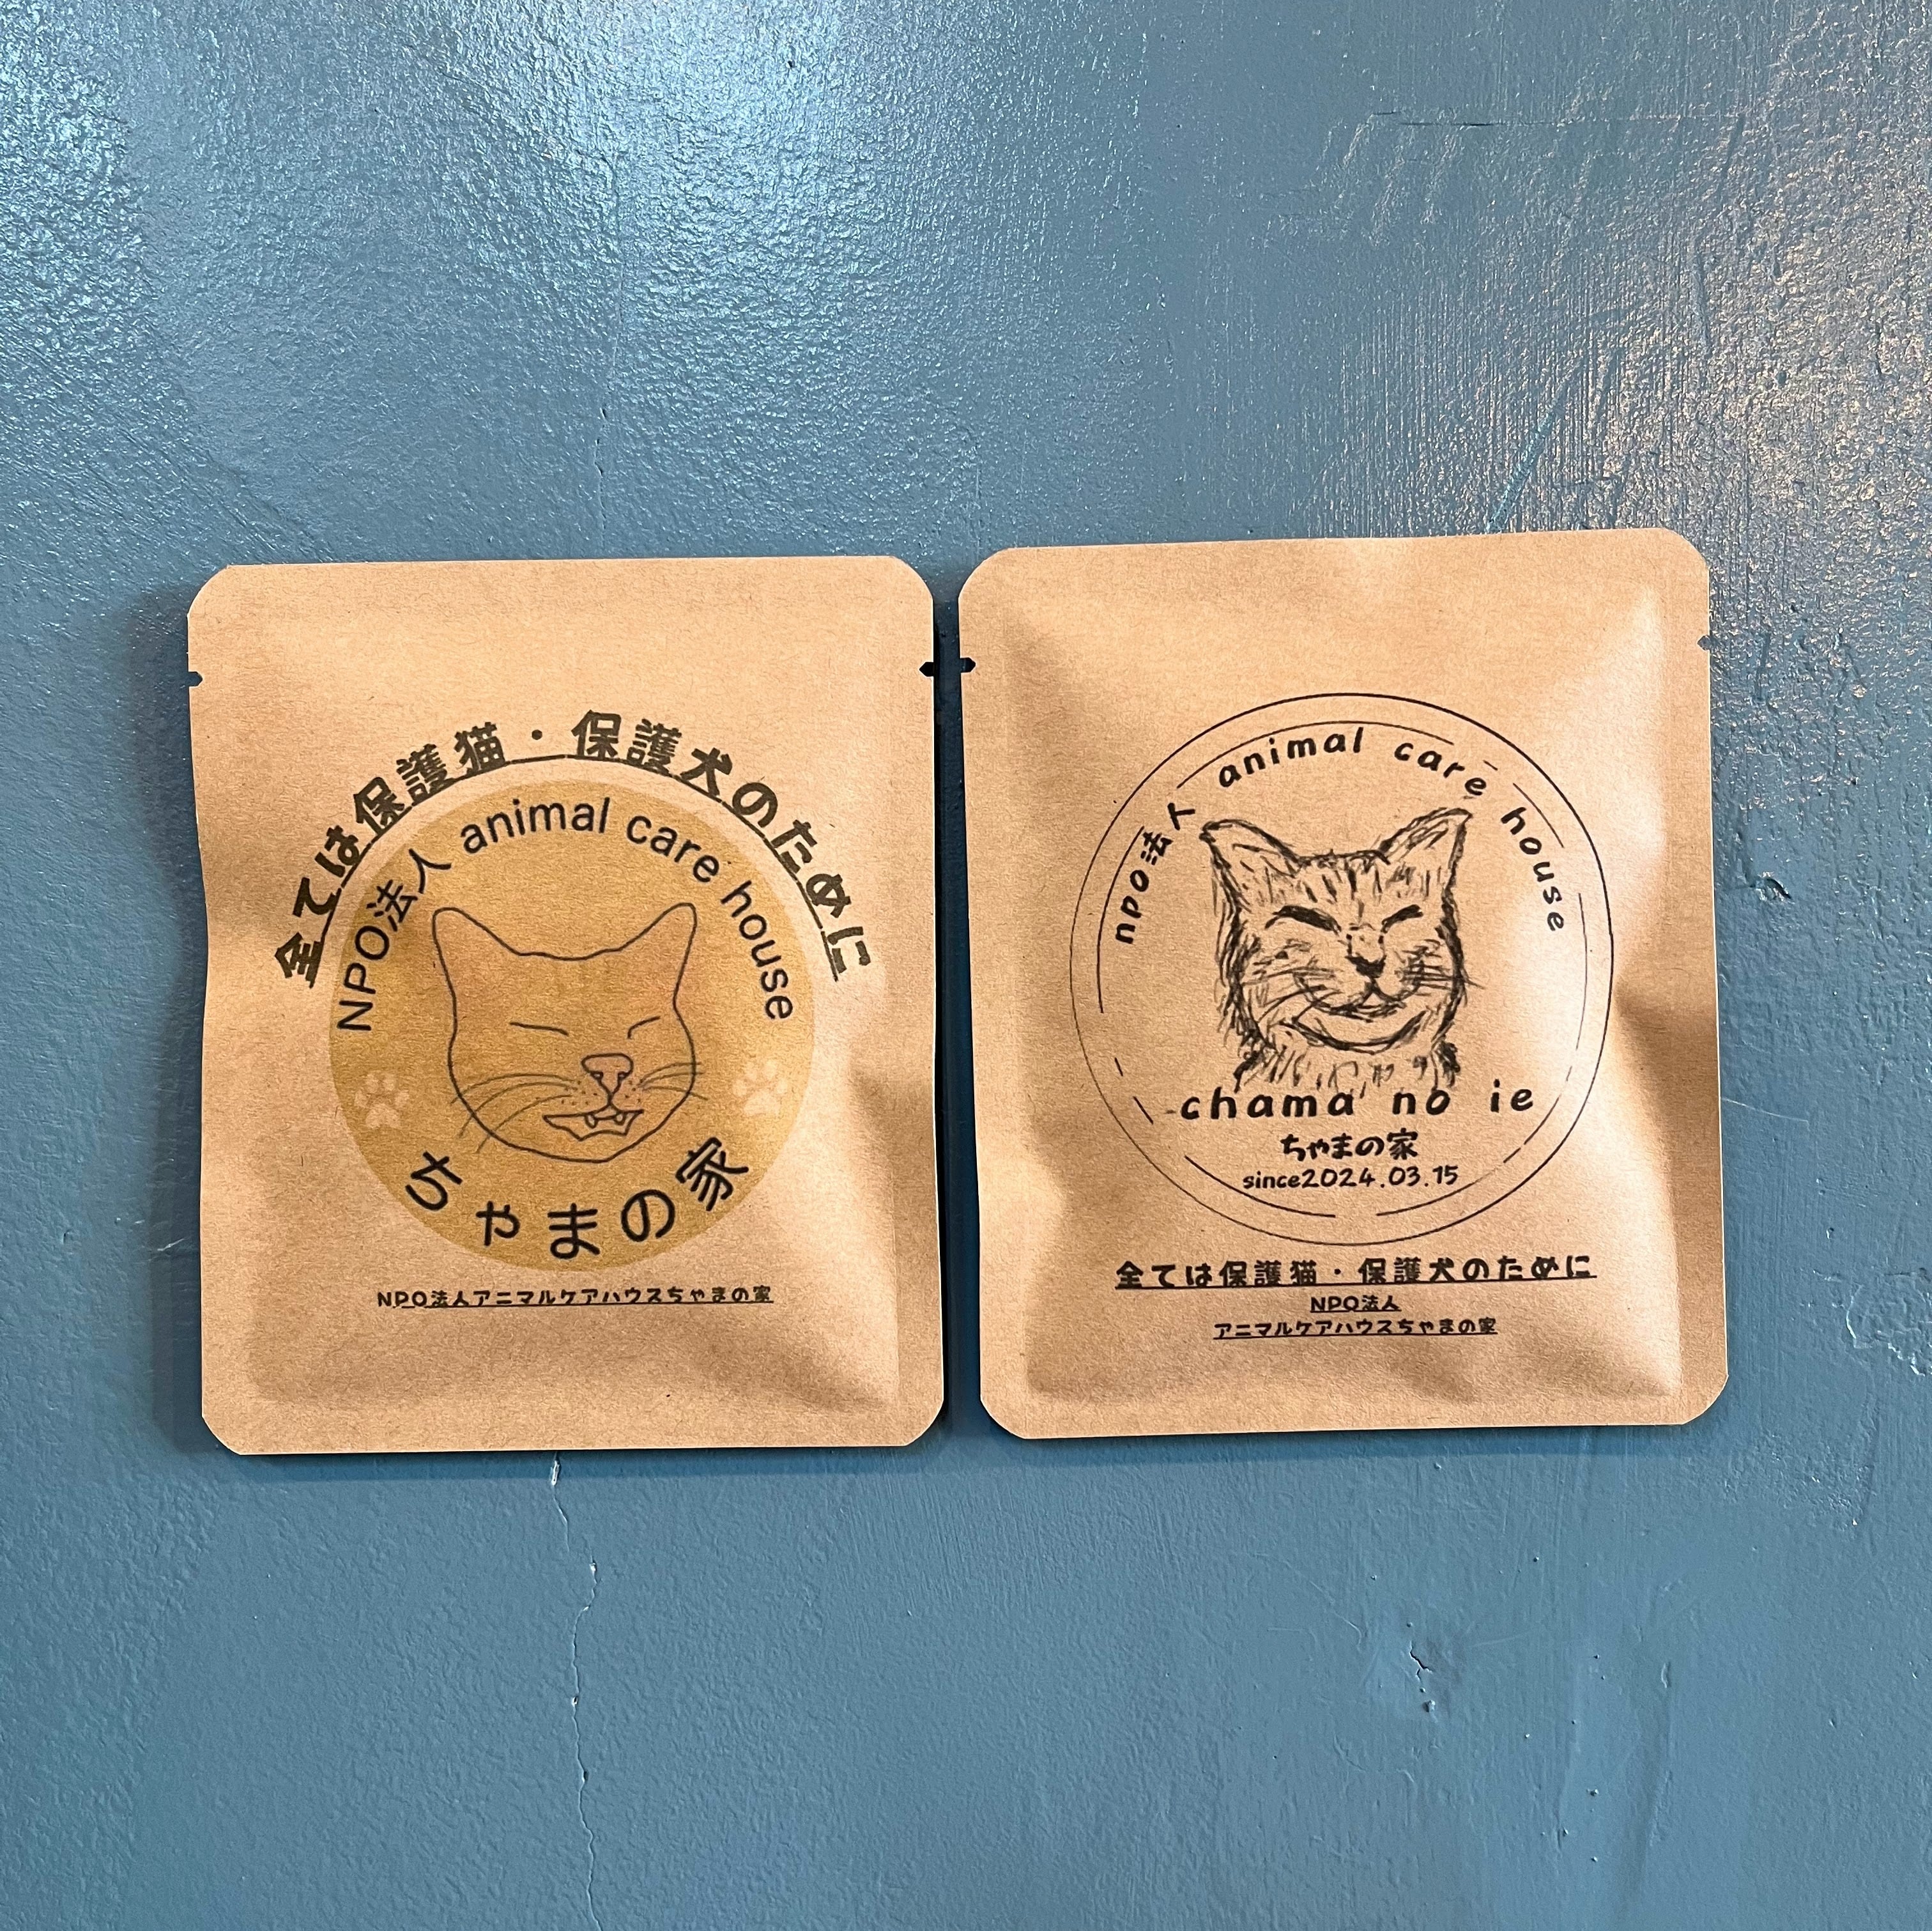 全ては保護猫・保護犬のために
NPO法人 animal care house
ちゃまの家
NPO法人アニマルケアハウスちゃまの家
npo法人 animal care house
chama no ie
ちゃまの家
since2024.03.15
全ては保護猫・保護犬のために
NPO法人
アニマルケアハウスちゃまの家